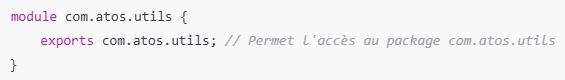 module com.atos.utils {
    exports com.atos.utils; // Permet l'accès au package com.atos.utils
}